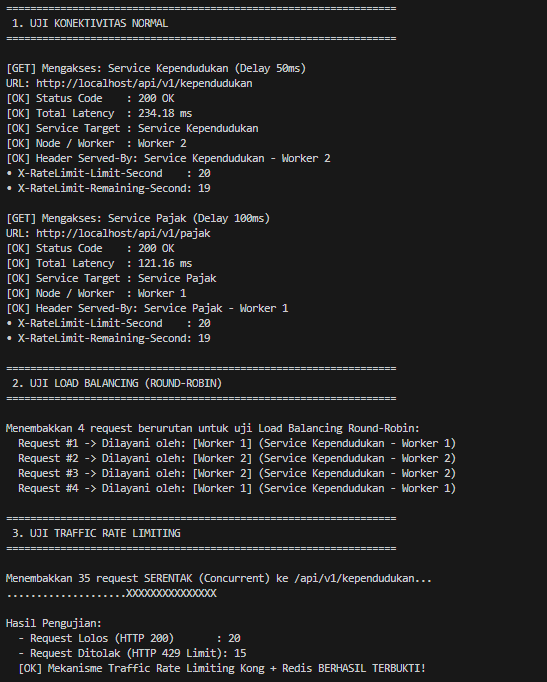 =================================================================
1. UJI KONEKTIVITAS NORMAL
=================================================================
[GET] Mengakses: Service Kependudukan (Delay 50ms)
URL: http://localhost/api/v1/kependudukan
[OK] Status Code    : 200 OK
[OK] Total Latency  : 234.18 ms
[OK] Service Target : Service Kependudukan
[OK] Node / Worker  : Worker 2
[OK] Header Served-By: Service Kependudukan - Worker 2
• X-RateLimit-Limit-Second    : 20
• X-RateLimit-Remaining-Second: 19
[GET] Mengakses: Service Pajak (Delay 100ms)
URL: http://localhost/api/v1/pajak
[OK] Status Code    : 200 OK
[OK] Total Latency  : 121.16 ms
[OK] Service Target : Service Pajak
[OK] Node / Worker  : Worker 1
[OK] Header Served-By: Service Pajak - Worker 1
• X-RateLimit-Limit-Second    : 20
• X-RateLimit-Remaining-Second: 19
=================================================================
2. UJI LOAD BALANCING (ROUND-ROBIN)
=================================================================
Menembakkan 4 request berurutan untuk uji Load Balancing Round-Robin:
Request #1 -> Dilayani oleh: [Worker 1] (Service Kependudukan - Worker 1)
Request #2 -> Dilayani oleh: [Worker 2] (Service Kependudukan - Worker 2)
Request #3 -> Dilayani oleh: [Worker 2] (Service Kependudukan - Worker 2)
Request #4 -> Dilayani oleh: [Worker 1] (Service Kependudukan - Worker 1)
=================================================================
3. UJI TRAFFIC RATE LIMITING
=================================================================
Menembakkan 35 request SERENTAK (Concurrent) ke /api/v1/kependudukan...
....................XXXXXXXXXXXXXXX
Hasil Pengujian:
- Request Lolos (HTTP 200)       : 20
- Request Ditolak (HTTP 429 Limit): 15
[OK] Mekanisme Traffic Rate Limiting Kong + Redis BERHASIL TERBUKTI!